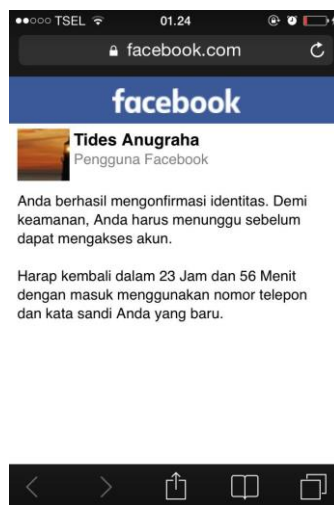 TSEL 01.24
facebook.com
facebook
Tides Anugraha
Pengguna Facebook
Anda berhasil mengonfirmasi identitas. Demi
keamanan, Anda harus menunggu sebelum
dapat mengakses akun.
Harap kembali dalam 23 Jam dan 56 Menit
dengan masuk menggunakan nomor telepon
dan kata sandi Anda yang baru.